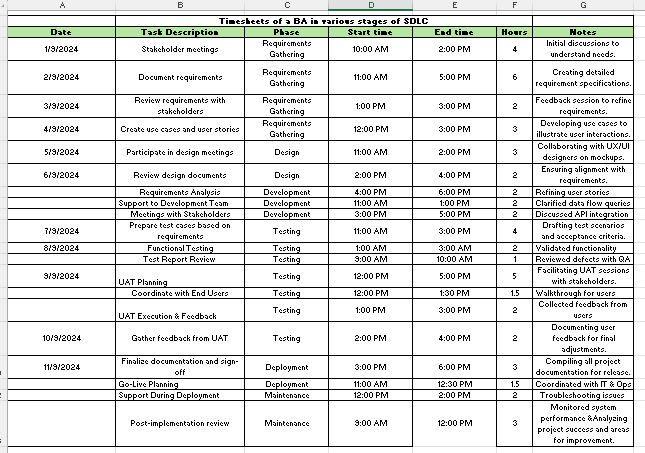 A B C D E F G
Timesheets of a BA in various stages of SDLC
Date Task Description Phase Start time End time Hours Notes
1/9/2024 Stakeholder meetings Requirements Gathering 10:00 AM 2:00 PM 4 Initial discussions to understand needs.
2/9/2024 Document requirements Requirements Gathering 11:00 AM 5:00 PM 6 Creating detailed requirement specifications.
3/9/2024 Review requirements with stakeholders Requirements Gathering 1:00 PM 3:00 PM 2 Feedback session to refine requirements.
4/9/2024 Create use cases and user stories Requirements Gathering 12:00 PM 3:00 PM 3 Developing use cases to illustrate user interactions.
5/9/2024 Participate in design meetings Design 11:00 AM 2:00 PM 3 Collaborating with UX/UI designers on mockups.
6/9/2024 Review design documents Design 2:00 PM 4:00 PM 2 Ensuring alignment with requirements.
Requirements Analysis Development 4:00 PM 6:00 PM 2 Refining user stories
Support to Development Team Development 11:00 AM 1:00 PM 2 Clarified data flow queries
Meetings with Stakeholders Development 3:00 PM 5:00 PM 2 Discussed API integration
7/9/2024 Prepare test cases based on requirements Testing 11:00 AM 3:00 PM 4 Drafting test scenarios and acceptance criteria.
8/9/2024 Functional Testing Testing 1:00 AM 3:00 AM 2 Validated functionality
Test Report Review Testing 9:00 AM 10:00 AM 1 Reviewed defects with QA
9/9/2024 UAT Planning Testing 12:00 PM 5:00 PM 5 Facilitating UAT sessions with stakeholders.
Coordinate with End Users Testing 12:00 PM 1:30 PM 1.5 Walkthrough for users
UAT Execution & Feedback Testing 1:00 PM 3:00 PM 2 Collected feedback from users
10/9/2024 Gather feedback from UAT Testing 2:00 PM 4:00 PM 2 Documenting user feedback for final adjustments.
11/9/2024 Finalize documentation and sign-off Deployment 3:00 PM 6:00 PM 3 Compiling all project documentation for release.
Go-Live Planning Deployment 11:00 AM 12:30 PM 1.5 Coordinated with IT & Ops
Support During Deployment Maintenance 12:00 PM 2:00 PM 2 Troubleshooting issues
Post-implementation review Maintenance 9:00 AM 12:00 PM 3 Monitored system performance &Analyzing project success and areas for improvement.